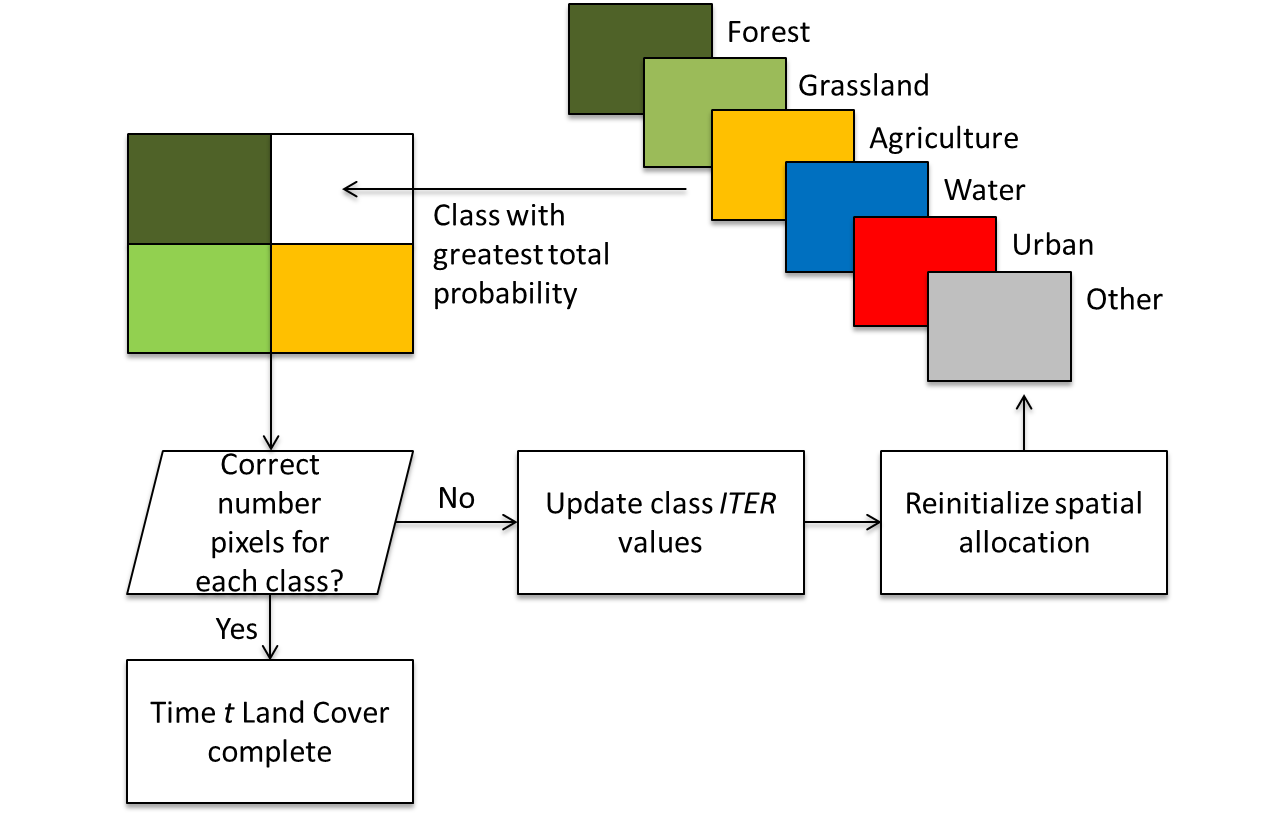 Forest
Grassland
Agriculture
Water
Urban
Other
Class with
greatest total
probability
Correct
number
pixels for
each class?
No
Update class ITER
values
Reinitialize spatial
allocation
Yes
Time t Land Cover
complete